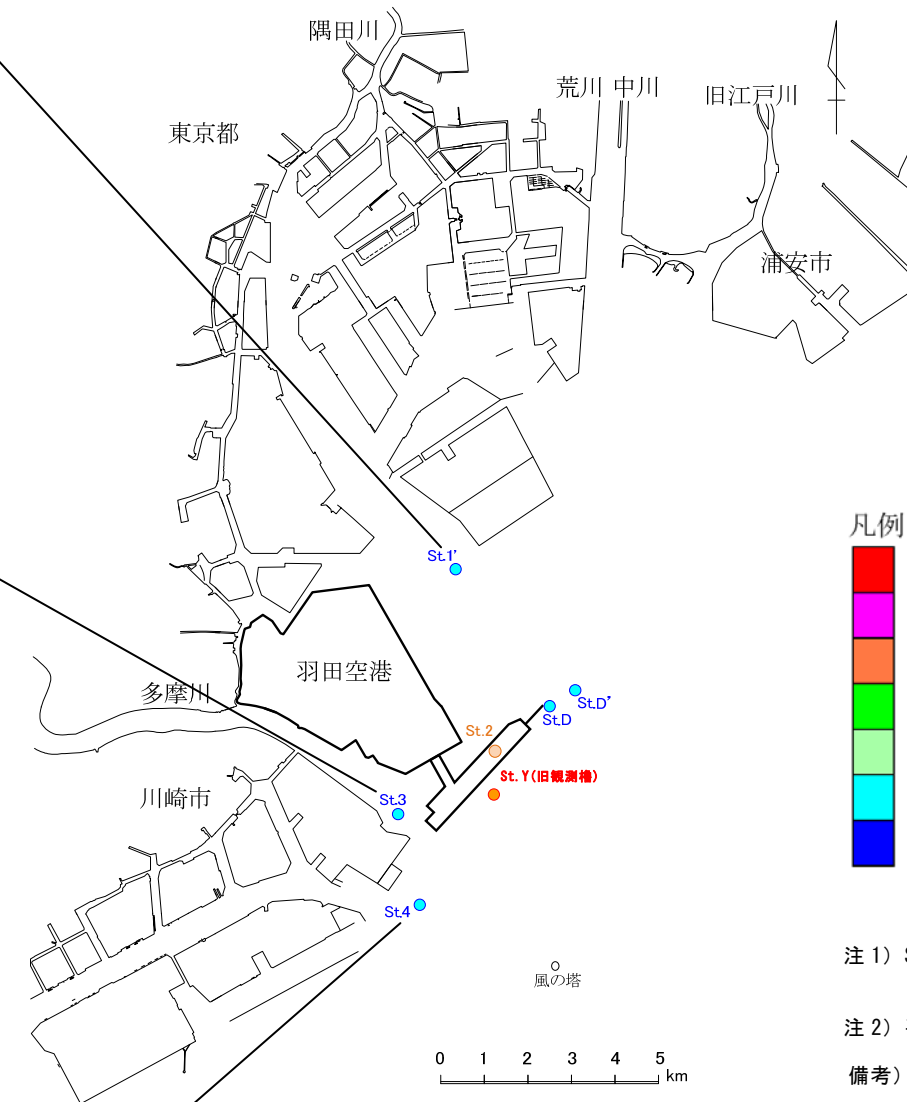 隅田川
荒川 中川
旧江戸川
東京都
浦安市
凡例
St.1'
羽田空港
多摩川
St.D'
St.D
St.2
St.Y(旧観測櫓)
川崎市
St.3
St.4
注 1)
風の塔
注 2)
0 1 2 3 4 5
km
備考)